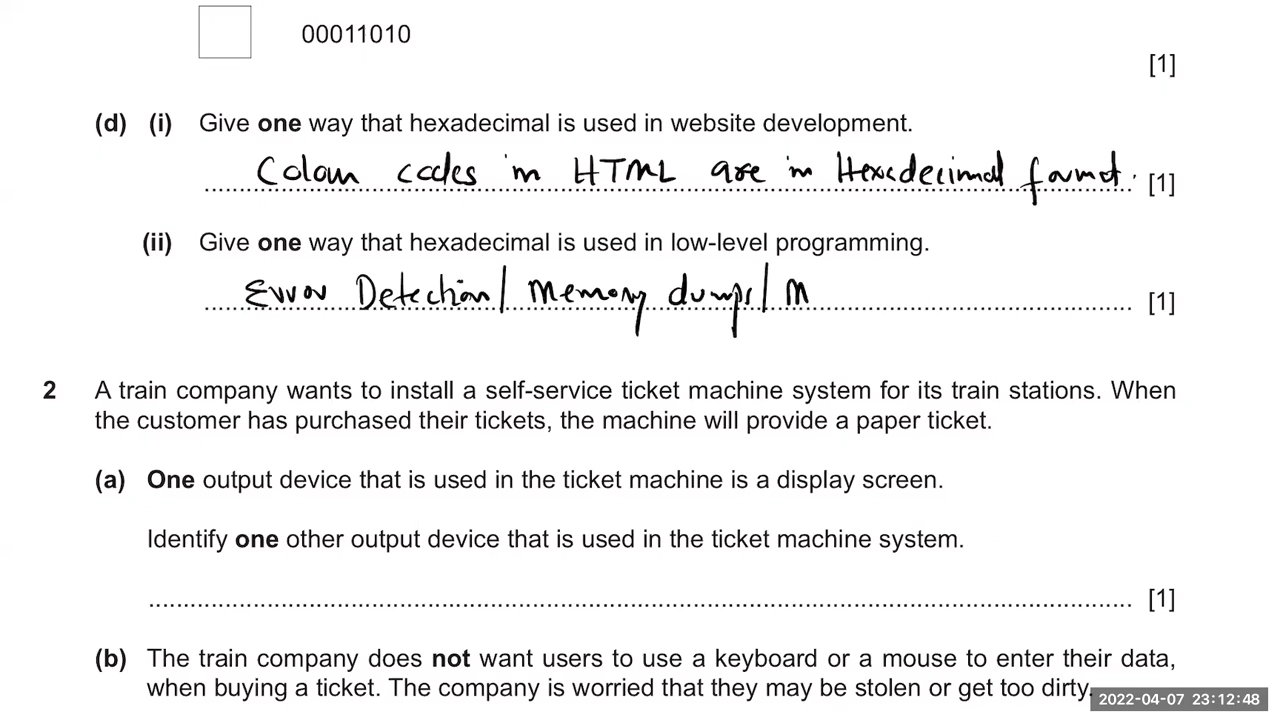 00011010
[1]
(d) (i) Give one way that hexadecimal is used in website development.
Colour codes in HTML are in Hexadecimal format. [1]
(ii) Give one way that hexadecimal is used in low-level programming.
Error Detection / Memory dumps / M [1]
2 A train company wants to install a self-service ticket machine system for its train stations. When
the customer has purchased their tickets, the machine will provide a paper ticket.
(a) One output device that is used in the ticket machine is a display screen.
Identify one other output device that is used in the ticket machine system.
[1]
(b) The train company does not want users to use a keyboard or a mouse to enter their data,
when buying a ticket. The company is worried that they may be stolen or get too dirty.
2022-04-07 23:12:48